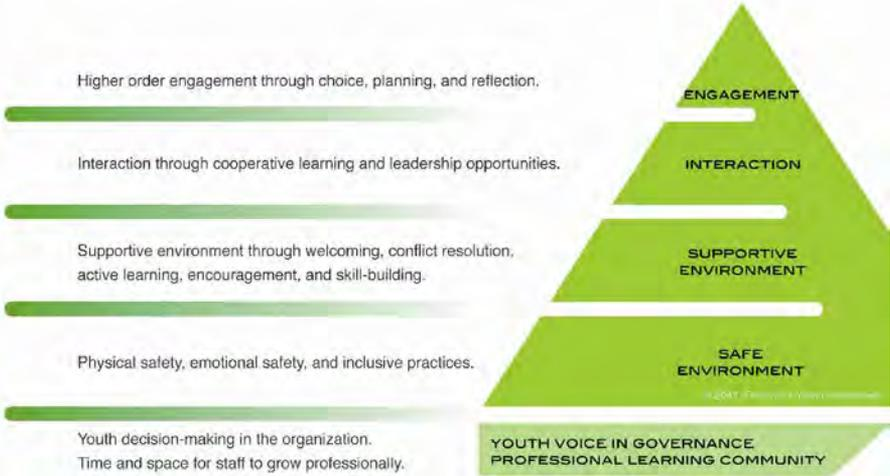 Higher order engagement through choice, planning, and reflection.
ENGAGEMENT
Interaction through cooperative learning and leadership opportunities.
INTERACTION
Supportive environment through welcoming, conflict resolution,
active learning, encouragement, and skill-building.
SUPPORTIVE
ENVIRONMENT
Physical safety, emotional safety, and inclusive practices.
SAFE
ENVIRONMENT
Youth decision-making in the organization.
Time and space for staff to grow professionally.
YOUTH VOICE IN GOVERNANCE
PROFESSIONAL LEARNING COMMUNITY